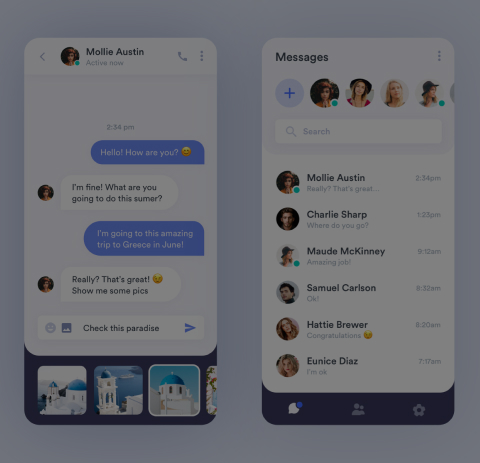 Mollie Austin
Active now
2:34 pm
Hello! How are you? 😊
I'm fine! What are you
going to do this sumer?
I'm going to this amazing
trip to Greece in June!
Really? That's great! 😉
Show me some pics
Check this paradise
Messages
Search
Mollie Austin
2:34pm
Really? That's great...
Charlie Sharp
1:23pm
Where do you go?
Maude McKinney
9:12am
Amazing job!
Samuel Carlson
8:32am
Ok!
Hattie Brewer
8:20am
Congratulations 😉
Eunice Diaz
7:17am
I'm ok